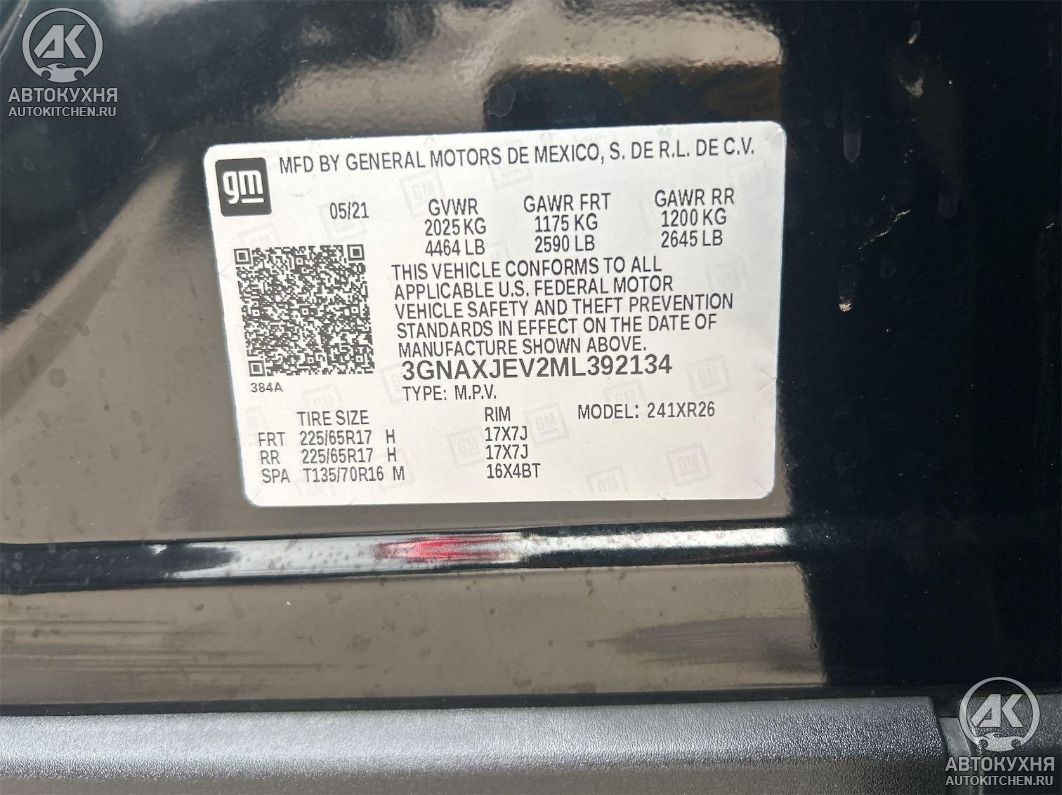 AK
АВТОКУХНЯ
AUTOKITCHEN.RU
gm
MFD BY GENERAL MOTORS DE MEXICO, S. DE R.L. DE C.V.
05/21 GVWR GAWR FRT GAWR RR
2025 KG 1175 KG 1200 KG
4464 LB 2590 LB 2645 LB
THIS VEHICLE CONFORMS TO ALL
APPLICABLE U.S. FEDERAL MOTOR
VEHICLE SAFETY AND THEFT PREVENTION
STANDARDS IN EFFECT ON THE DATE OF
MANUFACTURE SHOWN ABOVE.
3GNAXJEV2ML392134
384A
TYPE: M.P.V.
TIRE SIZE RIM MODEL: 241XR26
FRT 225/65R17 H 17X7J
RR 225/65R17 H 17X7J
SPA T135/70R16 M 16X4BT
AK
АВТОКУХНЯ
AUTOKITCHEN.RU